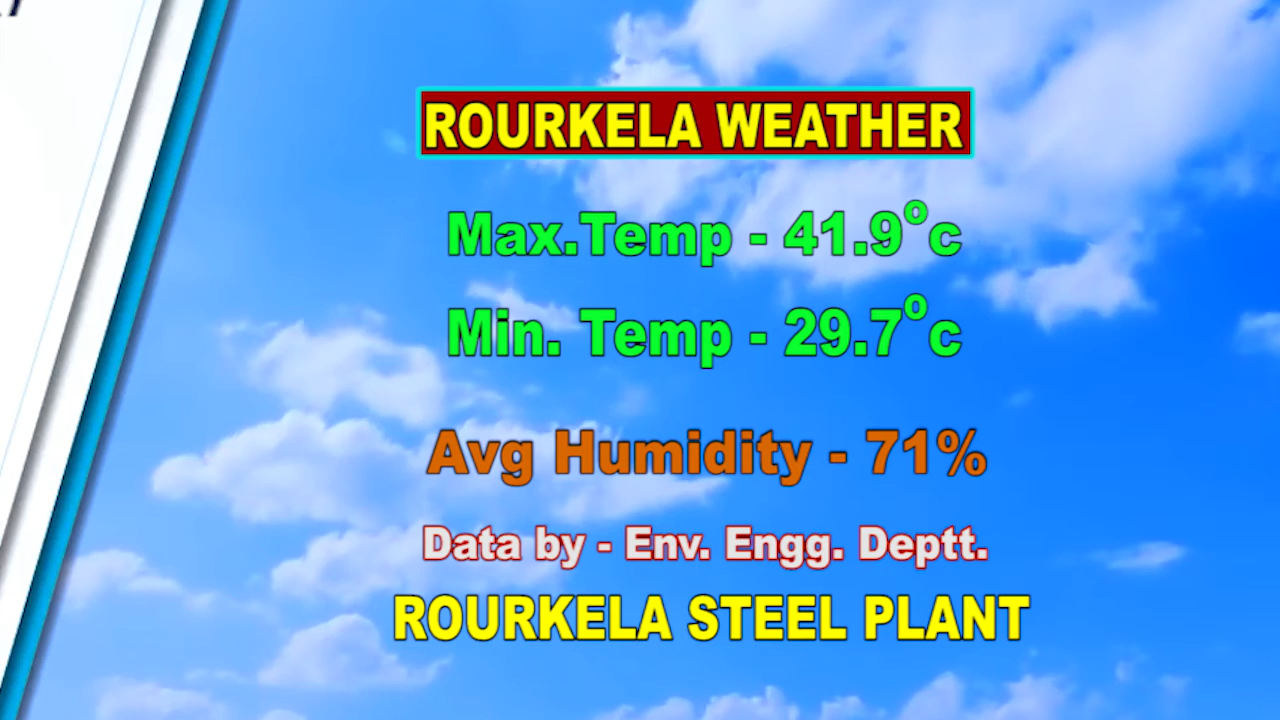 ROURKELA WEATHER
Max.Temp - 41.9°c
Min. Temp - 29.7°c
Avg Humidity - 71%
Data by - Env. Engg. Deptt.
ROURKELA STEEL PLANT